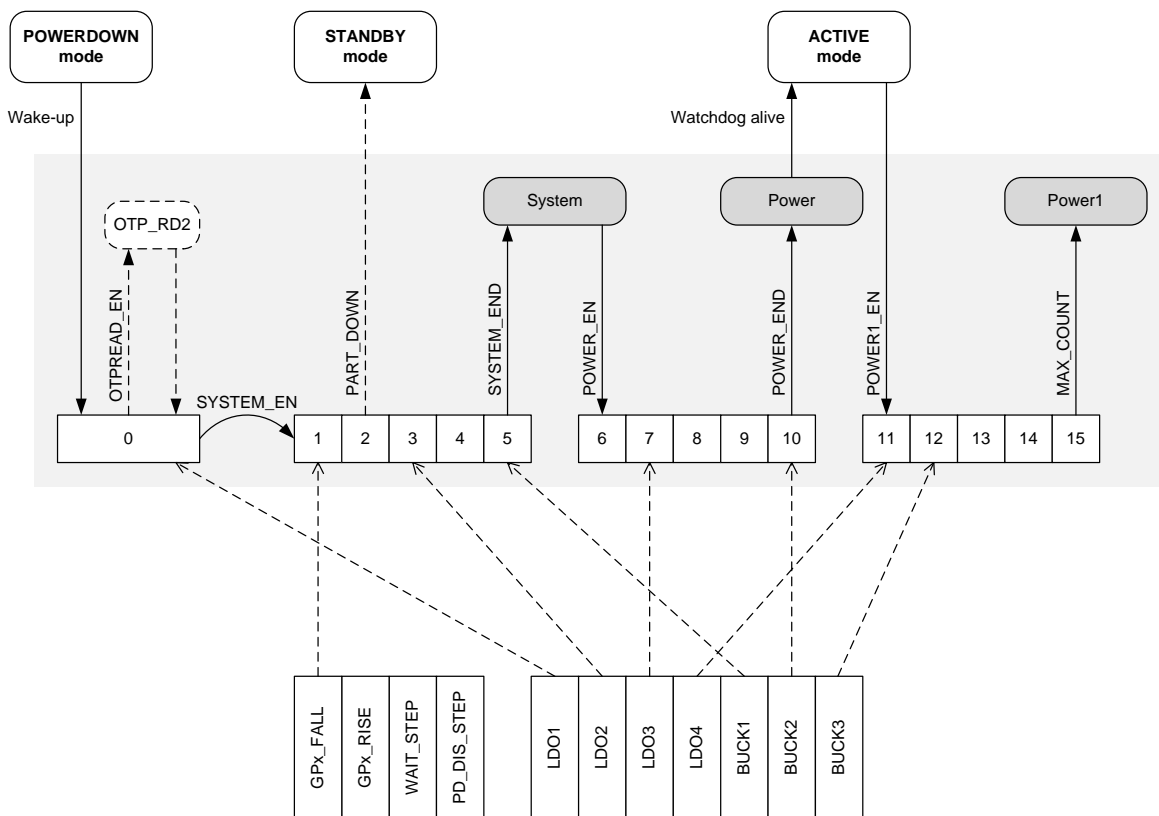 POWERDOWN
mode
STANDBY
mode
ACTIVE
mode
Wake-up
Watchdog alive
System
Power
Power1
OTP_RD2
OTPREAD_EN
PART_DOWN
SYSTEM_END
POWER_EN
POWER_END
POWER1_EN
MAX_COUNT
SYSTEM_EN
0
1
2
3
4
5
6
7
8
9
10
11
12
13
14
15
GPx_FALL
GPx_RISE
WAIT_STEP
PD_DIS_STEP
LDO1
LDO2
LDO3
LDO4
BUCK1
BUCK2
BUCK3